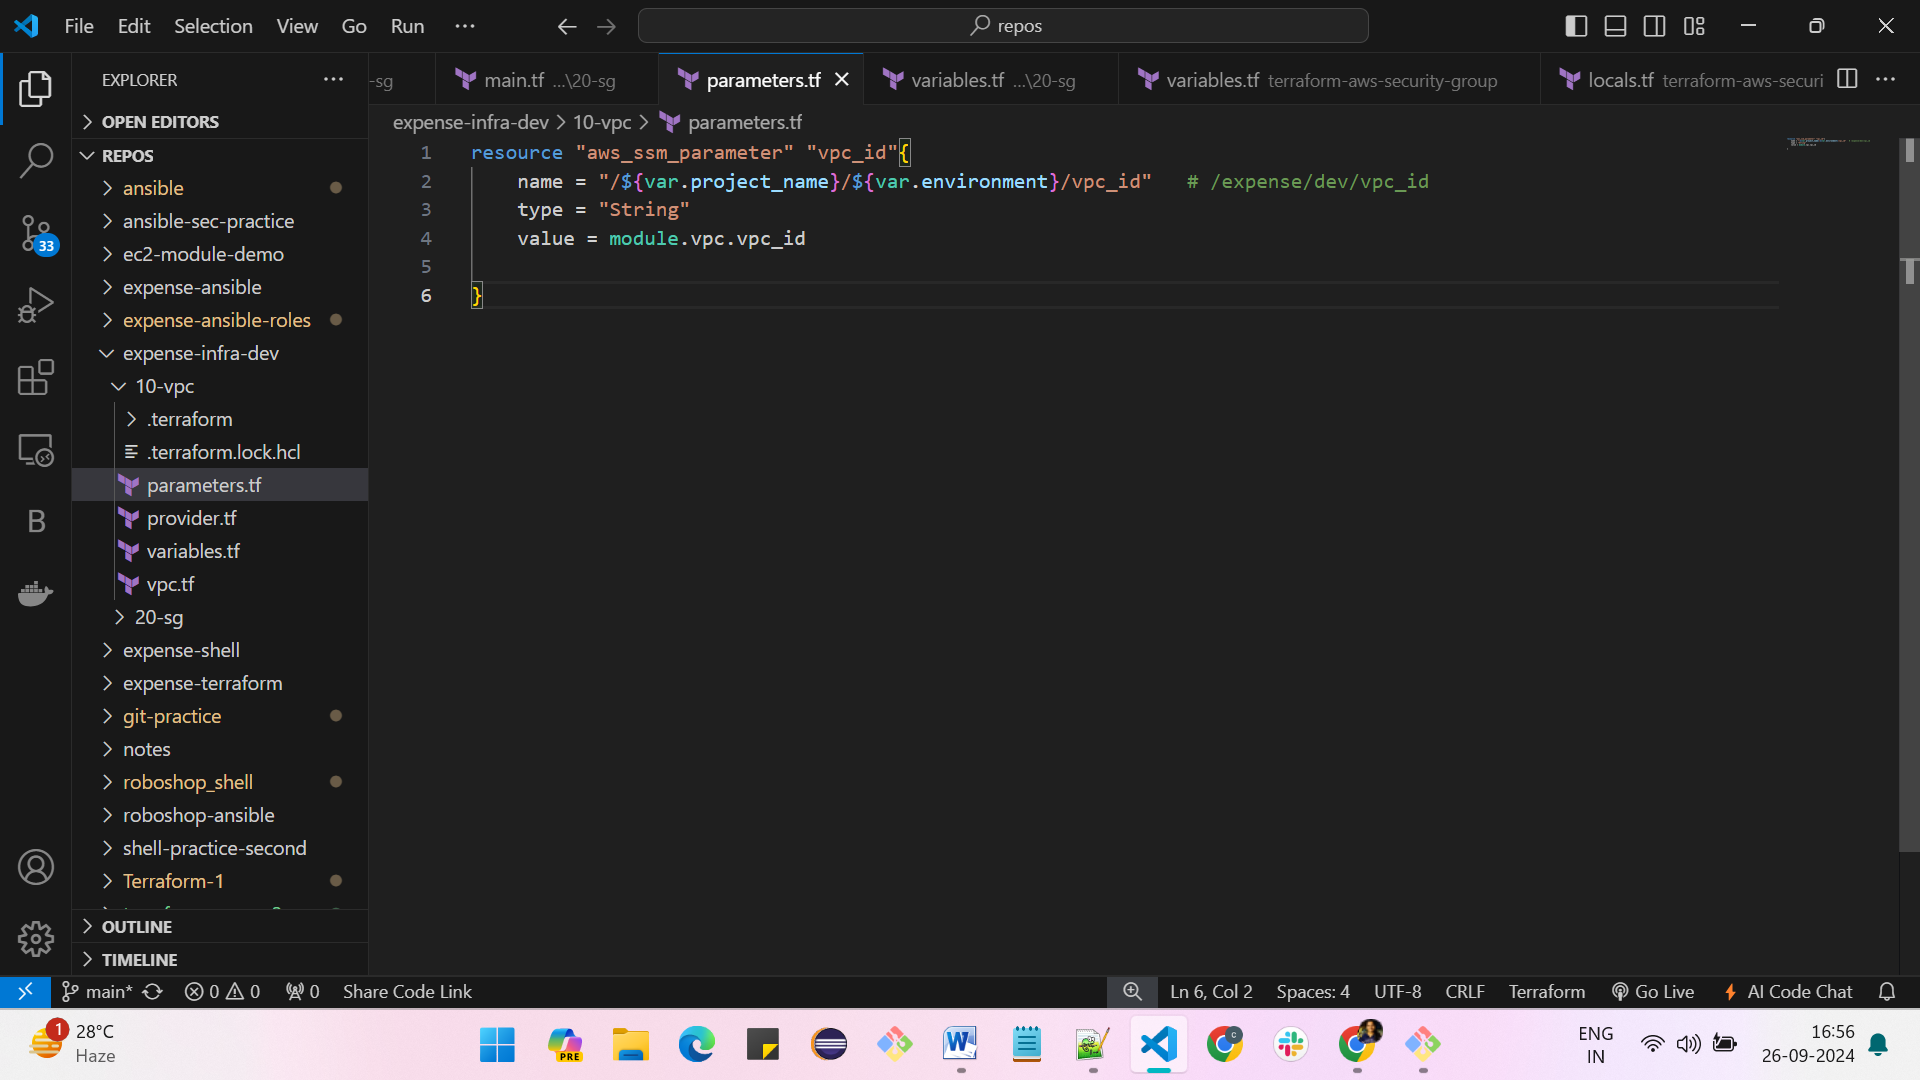 File Edit Selection View Go Run ··· repos
EXPLORER ···
-sg main.tf ...\20-sg parameters.tf variables.tf ...\20-sg variables.tf terraform-aws-security-group locals.tf terraform-aws-securi ···
OPEN EDITORS
REPOS
ansible
ansible-sec-practice
ec2-module-demo
expense-ansible
expense-ansible-roles
expense-infra-dev
10-vpc
.terraform
.terraform.lock.hcl
parameters.tf
provider.tf
variables.tf
vpc.tf
20-sg
expense-shell
expense-terraform
git-practice
notes
roboshop_shell
roboshop-ansible
shell-practice-second
Terraform-1
OUTLINE
TIMELINE
33
B
expense-infra-dev > 10-vpc > parameters.tf
1 resource "aws_ssm_parameter" "vpc_id"{
2 name = "/${var.project_name}/${var.environment}/vpc_id" # /expense/dev/vpc_id
3 type = "String"
4 value = module.vpc.vpc_id
5
6 }
main* 0 0 0 Share Code Link Ln 6, Col 2 Spaces: 4 UTF-8 CRLF Terraform Go Live AI Code Chat
1 28°C
Haze
PRE
W
C
ENG
IN
16:56
26-09-2024